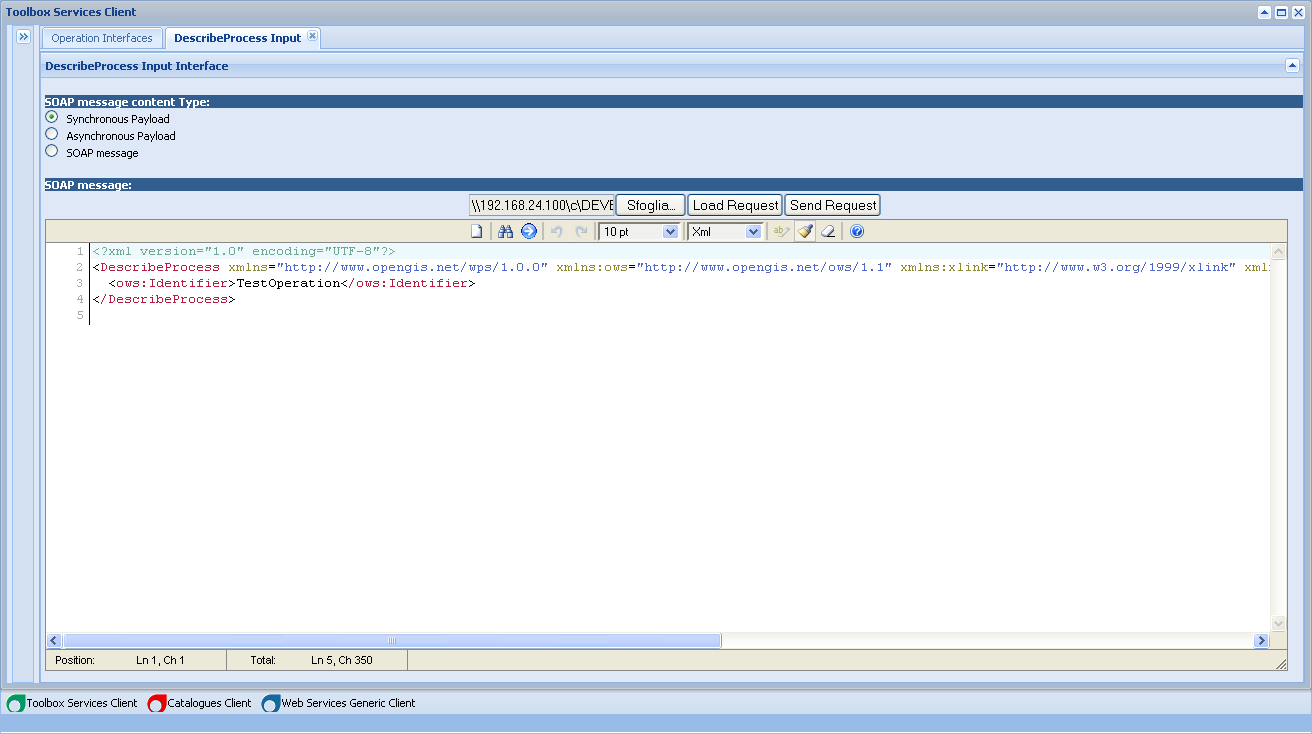 Toolbox Services Client
Operation Interfaces DescribeProcess Input
DescribeProcess Input Interface
SOAP message content Type:
Synchronous Payload
Asynchronous Payload
SOAP message
SOAP message:
\\192.168.24.100\c\DEVE Sfoglia... Load Request Send Request
10 pt Xml
1 <?xml version="1.0" encoding="UTF-8"?>
2 <DescribeProcess xmlns="http://www.opengis.net/wps/1.0.0" xmlns:ows="http://www.opengis.net/ows/1.1" xmlns:xlink="http://www.w3.org/1999/xlink" xml
3 <ows:Identifier>TestOperation</ows:Identifier>
4 </DescribeProcess>
5
Position: Ln 1, Ch 1 Total: Ln 5, Ch 350
Toolbox Services Client Catalogues Client Web Services Generic Client